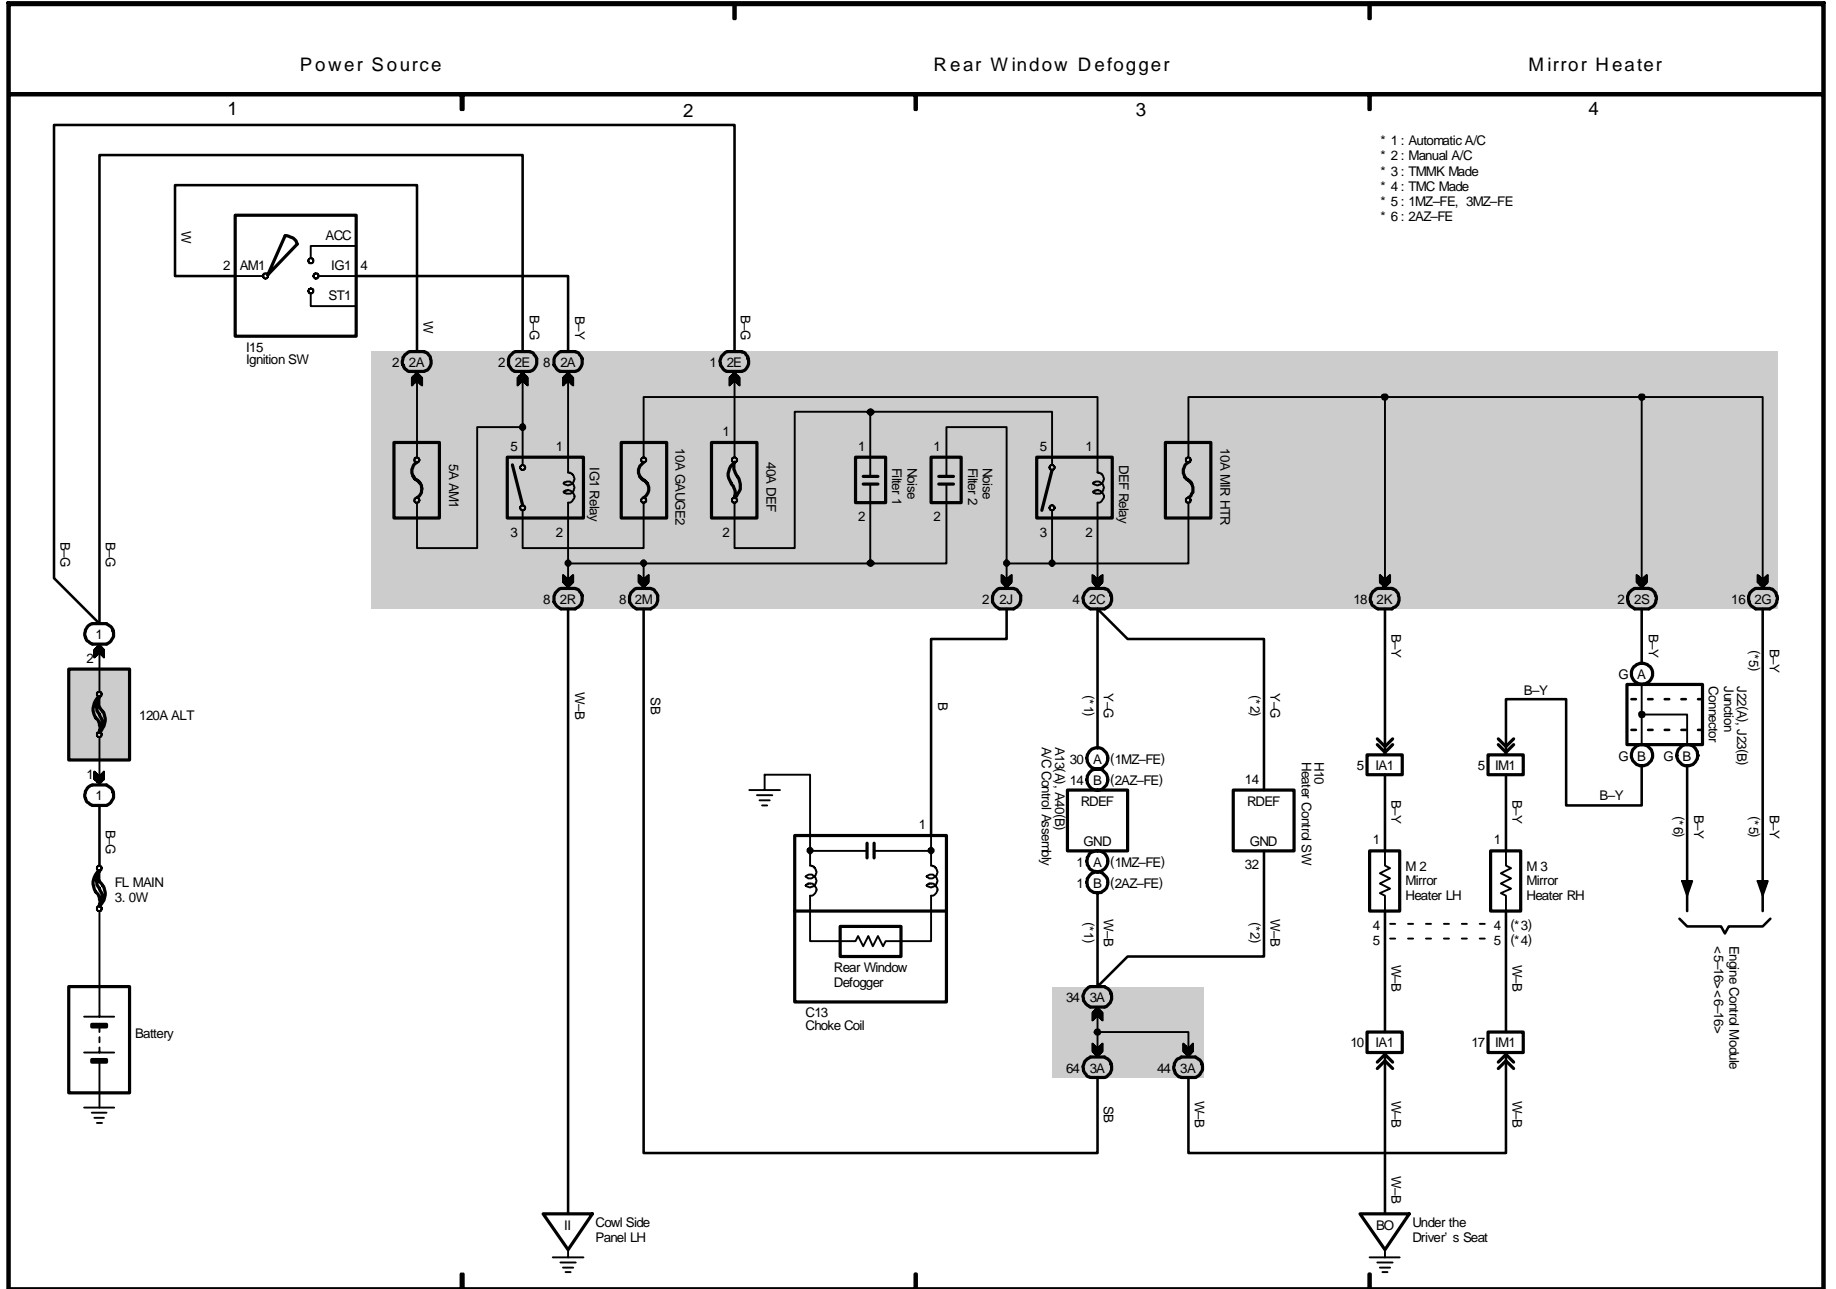 Power Source
Rear Window Defogger
Mirror Heater
1
2
3
4
* 1 : Automatic A/C
* 2 : Manual A/C
* 3 : TMMK Made
* 4 : TMC Made
* 5 : 1MZ–FE, 3MZ–FE
* 6 : 2AZ–FE
W
2
AM1
ACC
IG1
4
ST1
I15
Ignition SW
W
B–G
B–Y
B–G
2
2A
2
2E
8
2A
1
2E
5A AM1
5
1
IG1 Relay
3
2
10A GAUGE2
1
40A DEF
2
1
Noise
Filter 1
2
1
Noise
Filter 2
2
5
1
DEF Relay
3
2
10A MIR HTR
B–G
B–G
8
2R
8
2M
2
2J
4
2C
18
2K
2
2S
16
2G
1
2
120A ALT
1
1
B–G
FL MAIN
3. 0W
Battery
W–B
SB
B
Y–G
(*1)
Y–G
(*2)
B–Y
B–Y
B–Y
(*5)
G
A
J22(A), J23(B)
Junction
Connector
G
B
G
B
B–Y
B–Y
30
A
(1MZ–FE)
14
B
(2AZ–FE)
A13(A), A40(B)
A/C Control Assembly
RDEF
GND
1
A
(1MZ–FE)
1
B
(2AZ–FE)
14
RDEF
GND
32
H10
Heater Control SW
5
IA1
5
IM1
B–Y
B–Y
B–Y
(*6)
B–Y
(*5)
1
M 2
Mirror
Heater LH
1
M 3
Mirror
Heater RH
4
4
(*3)
5
5
(*4)
Engine Control Module
<5–16><6–16>
1
Rear Window
Defogger
C13
Choke Coil
W–B
(*1)
W–B
(*2)
W–B
W–B
34
3A
64
3A
44
3A
10
IA1
17
IM1
SB
W–B
W–B
W–B
W–B
II
Cowl Side
Panel LH
BO
Under the
Driver' s Seat